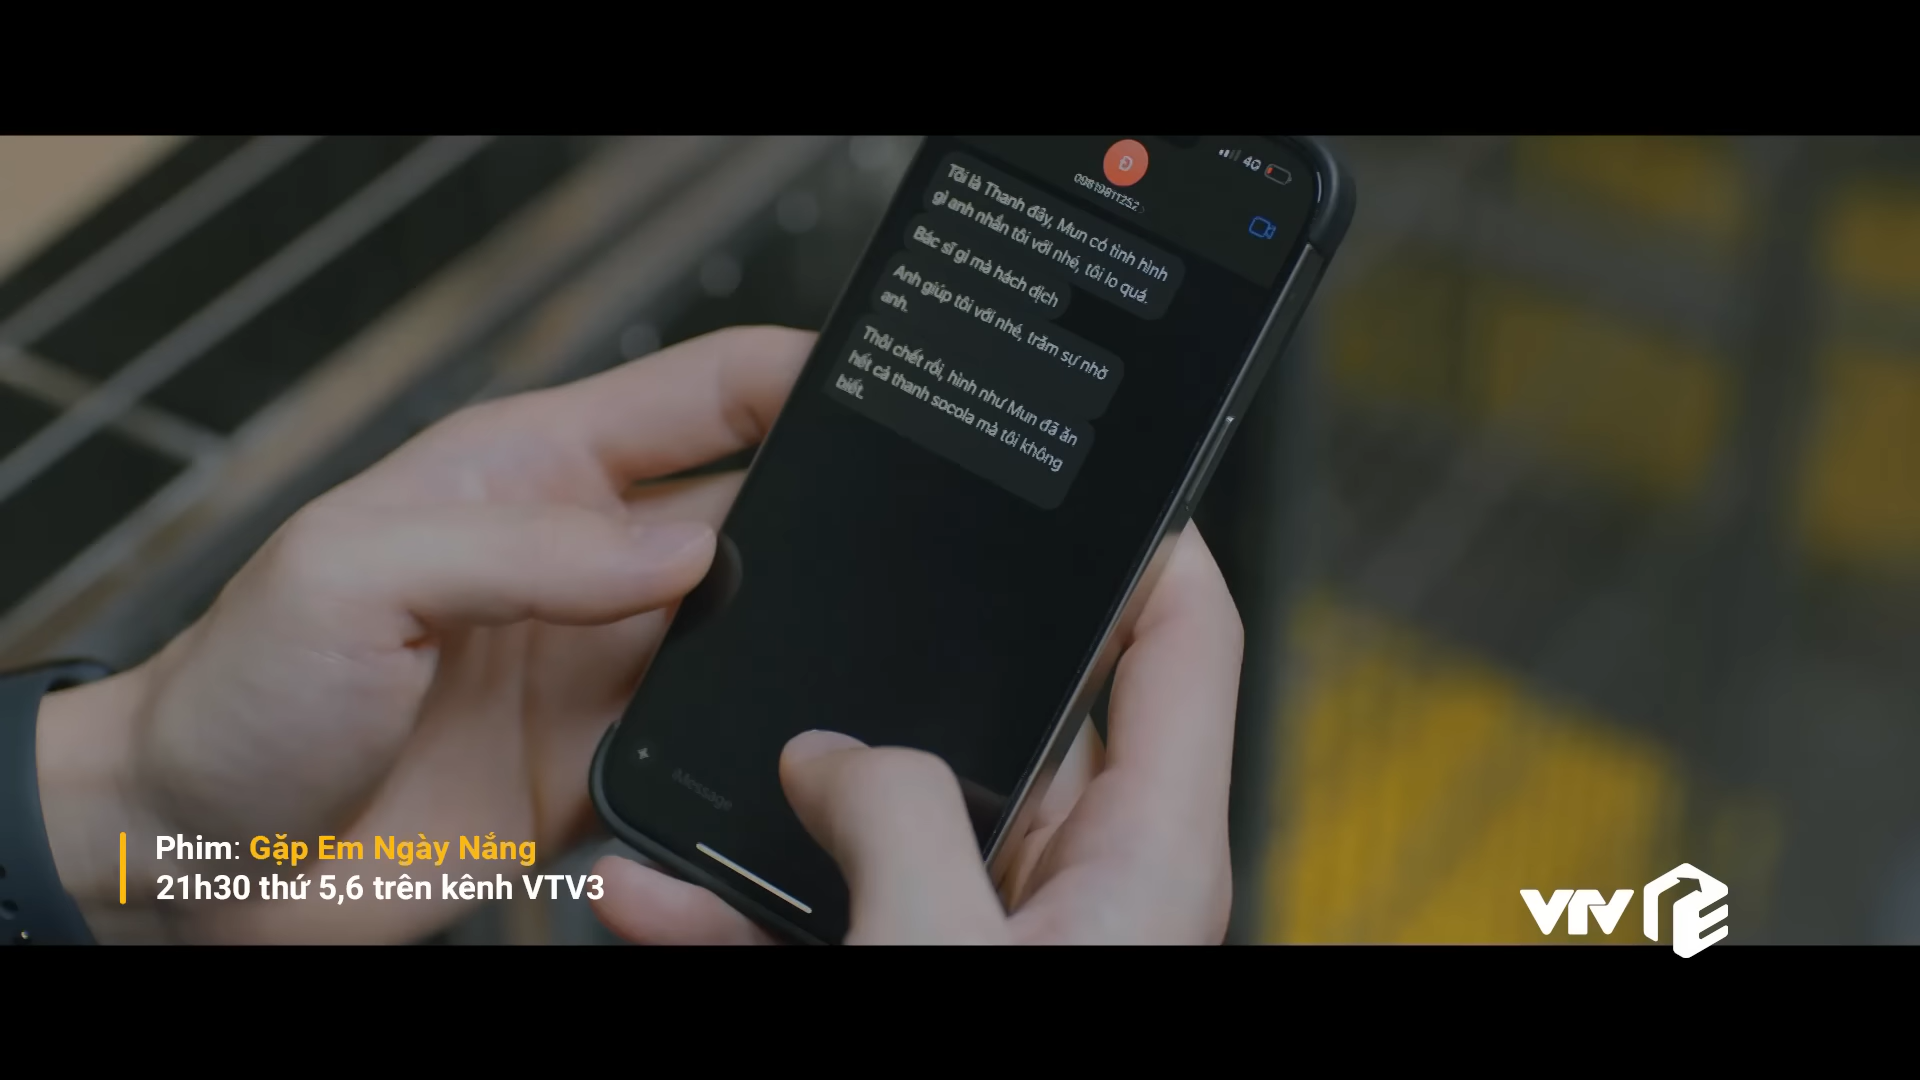 4G
Đ
Tôi là Thanh đây, Mun có tình hình
gì anh nhắn tôi với nhé, tôi lo quá.
Bác sĩ gì mà hách dịch
Anh giúp tôi với nhé, trăm sự nhờ
anh.
Thôi chết rồi, hình như Mun đã ăn
hết cả thanh socola mà tôi không
biết.
iMessage
Phim: Gặp Em Ngày Nắng
21h30 thứ 5,6 trên kênh VTV3
VTV